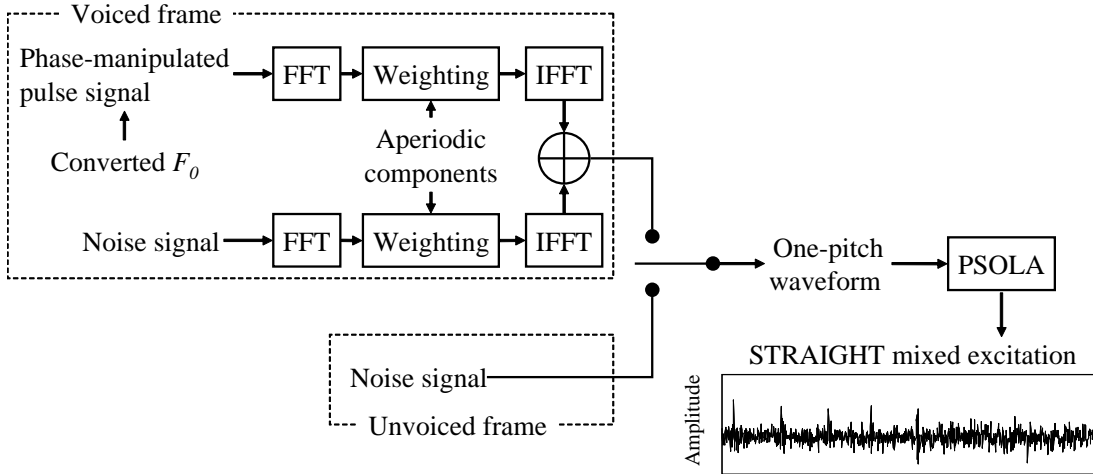 Voiced frame
Phase-manipulated
pulse signal
FFT
Weighting
IFFT
Converted F0
Aperiodic
components
Noise signal
FFT
Weighting
IFFT
One-pitch
waveform
PSOLA
Noise signal
Unvoiced frame
STRAIGHT mixed excitation
Amplitude